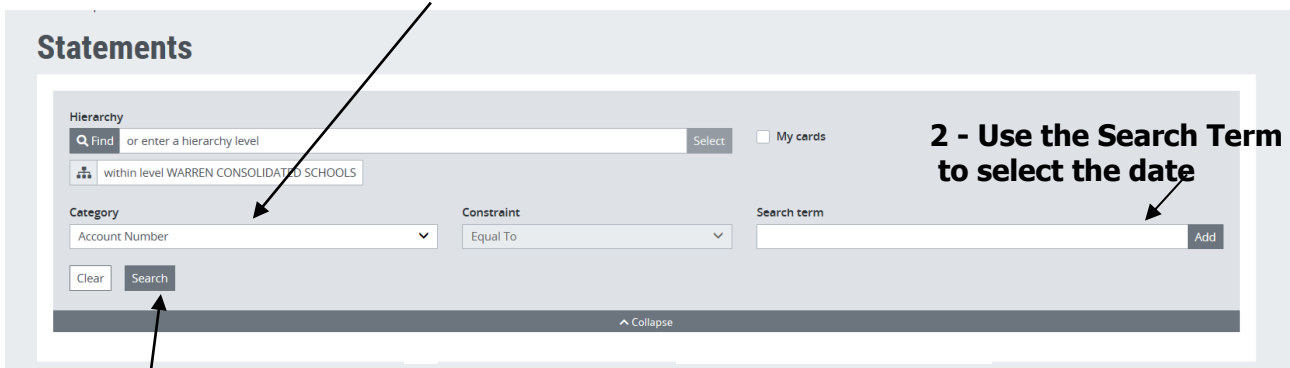 Statements
Hierarchy
Find or enter a hierarchy level Select
My cards
within level WARREN CONSOLIDATED SCHOOLS
2 - Use the Search Term
to select the date
Category Constraint Search term
Account Number Equal To Add
Clear Search
Collapse